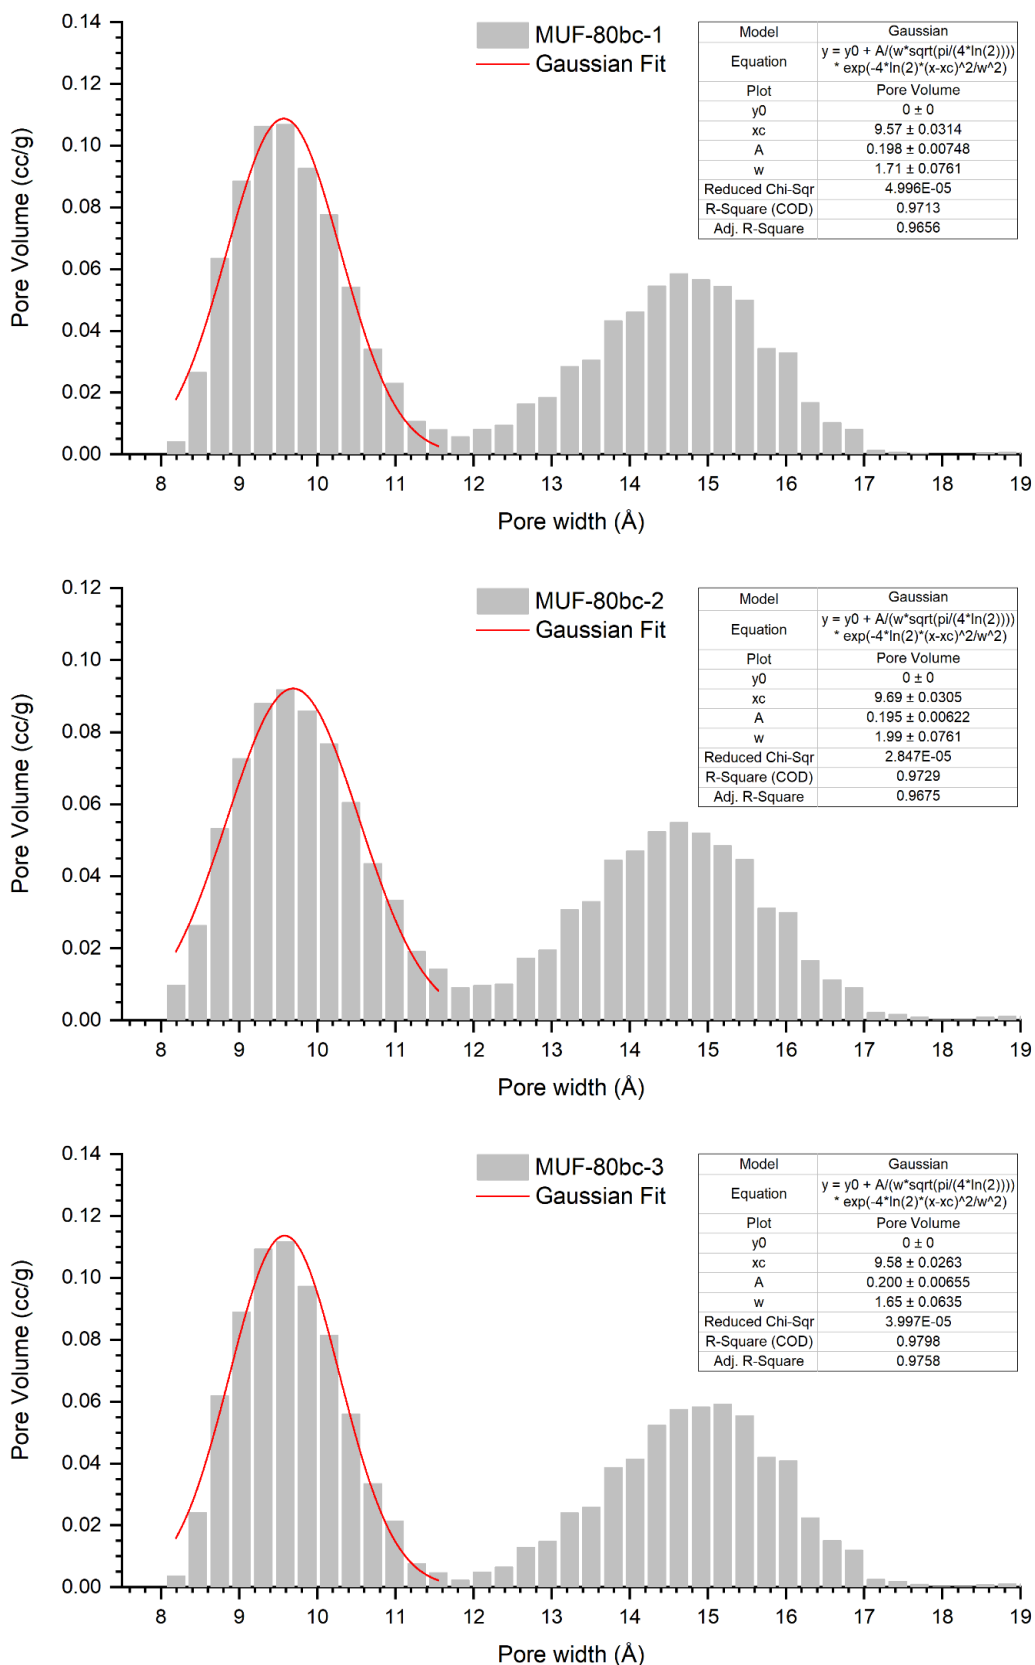 MUF-80bc-1
Gaussian Fit
Model Gaussian
Equation y = y0 + A/(w*sqrt(pi/(4*ln(2))))
* exp(-4*ln(2)*(x-xc)^2/w^2)
Plot Pore Volume
y0 0 ± 0
xc 9.57 ± 0.0314
A 0.198 ± 0.00748
w 1.71 ± 0.0761
Reduced Chi-Sqr 4.996E-05
R-Square (COD) 0.9713
Adj. R-Square 0.9656
Pore Volume (cc/g)
0.14
0.12
0.10
0.08
0.06
0.04
0.02
0.00
8 9 10 11 12 13 14 15 16 17 18 19
Pore width (Å)
MUF-80bc-2
Gaussian Fit
Model Gaussian
Equation y = y0 + A/(w*sqrt(pi/(4*ln(2))))
* exp(-4*ln(2)*(x-xc)^2/w^2)
Plot Pore Volume
y0 0 ± 0
xc 9.69 ± 0.0305
A 0.195 ± 0.00622
w 1.99 ± 0.0761
Reduced Chi-Sqr 2.847E-05
R-Square (COD) 0.9729
Adj. R-Square 0.9675
Pore Volume (cc/g)
0.12
0.10
0.08
0.06
0.04
0.02
0.00
8 9 10 11 12 13 14 15 16 17 18 19
Pore width (Å)
MUF-80bc-3
Gaussian Fit
Model Gaussian
Equation y = y0 + A/(w*sqrt(pi/(4*ln(2))))
* exp(-4*ln(2)*(x-xc)^2/w^2)
Plot Pore Volume
y0 0 ± 0
xc 9.58 ± 0.0263
A 0.200 ± 0.00655
w 1.65 ± 0.0635
Reduced Chi-Sqr 3.997E-05
R-Square (COD) 0.9798
Adj. R-Square 0.9758
Pore Volume (cc/g)
0.14
0.12
0.10
0.08
0.06
0.04
0.02
0.00
8 9 10 11 12 13 14 15 16 17 18 19
Pore width (Å)